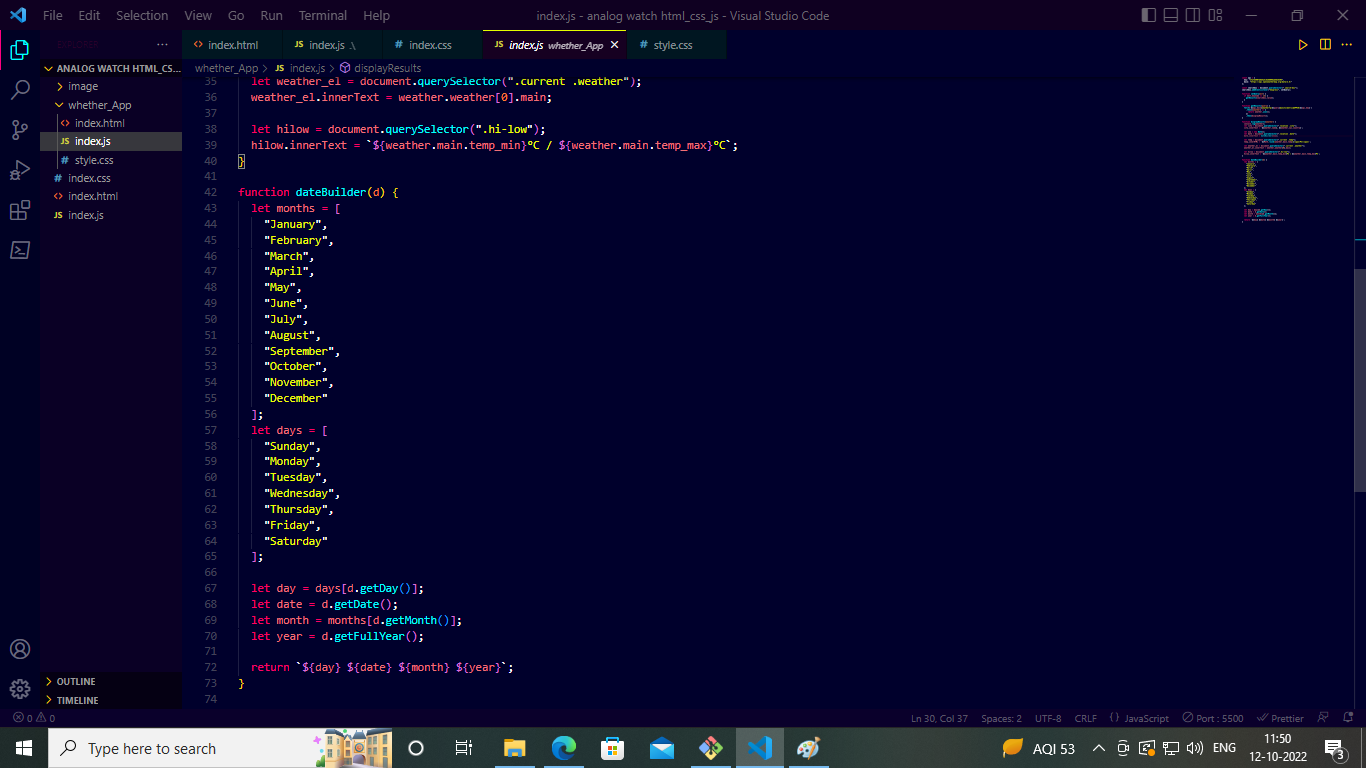 File Edit Selection View Go Run Terminal Help index.js - analog watch html_css_js - Visual Studio Code
EXPLORER ...
index.html
index.js .\
index.css
index.js whether_App
style.css
ANALOG WATCH HTML_CS...
image
whether_App
index.html
index.js
style.css
index.css
index.html
index.js
OUTLINE
TIMELINE
whether_App > index.js > displayResults
35 let weather_el = document.querySelector(".current .weather");
36 weather_el.innerText = weather.weather[0].main;
37
38 let hilow = document.querySelector(".hi-low");
39 hilow.innerText = `${weather.main.temp_min}°C / ${weather.main.temp_max}°C`;
40 }
41
42 function dateBuilder(d) {
43 let months = [
44 "January",
45 "February",
46 "March",
47 "April",
48 "May",
49 "June",
50 "July",
51 "August",
52 "September",
53 "October",
54 "November",
55 "December"
56 ];
57 let days = [
58 "Sunday",
59 "Monday",
60 "Tuesday",
61 "Wednesday",
62 "Thursday",
63 "Friday",
64 "Saturday"
65 ];
66
67 let day = days[d.getDay()];
68 let date = d.getDate();
69 let month = months[d.getMonth()];
70 let year = d.getFullYear();
71
72 return `${day} ${date} ${month} ${year}`;
73 }
74
0 0 Ln 30, Col 37 Spaces: 2 UTF-8 CRLF {} JavaScript Port : 5500 Prettier
Type here to search
AQI 53 ENG 11:50
12-10-2022
3